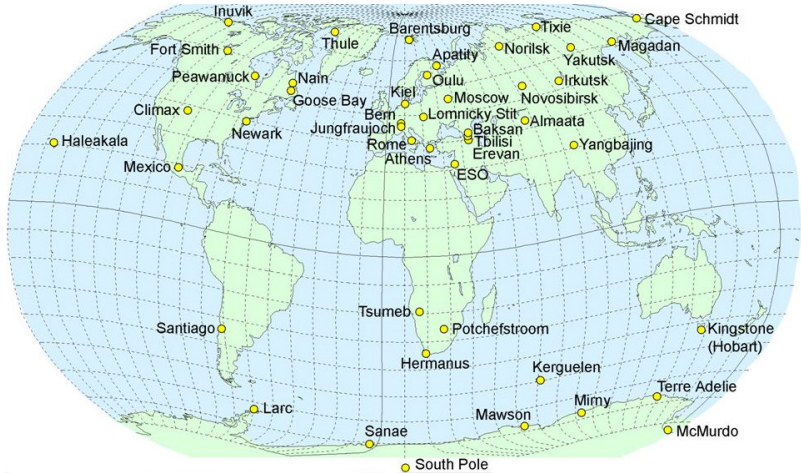 Inuvik
Cape Schmidt
Tixie
Thule
Barentsburg
Norilsk
Magadan
Fort Smith
Yakutsk
Apatity
Peawanuck
Nain
Oulu
Irkutsk
Goose Bay
Kiel
Moscow
Novosibirsk
Climax
Bern
Lomnicky Stit
Almaata
Newark
Jungfraujoch
Baksan
Haleakala
Rome
Tbilisi
Yangbajing
Athens
Erevan
Mexico
ESO
Tsumeb
Santiago
Potchefstroom
Kingstone
(Hobart)
Hermanus
Kerguelen
Terre Adelie
Larc
Mirny
Mawson
Sanae
McMurdo
South Pole